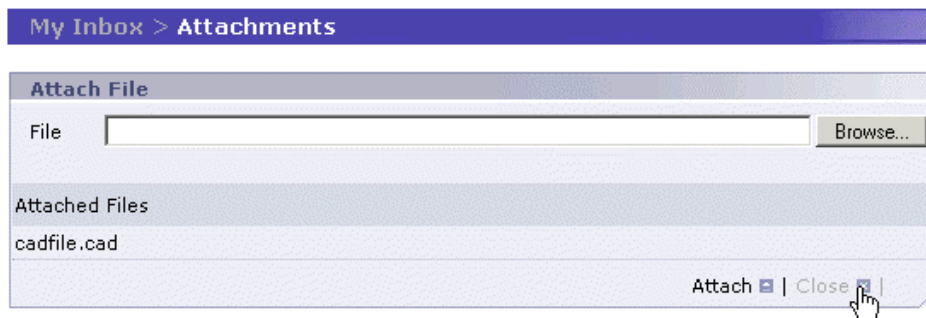 My Inbox > Attachments
Attach File
File Browse...
Attached Files
cadfile.cad
Attach | Close |